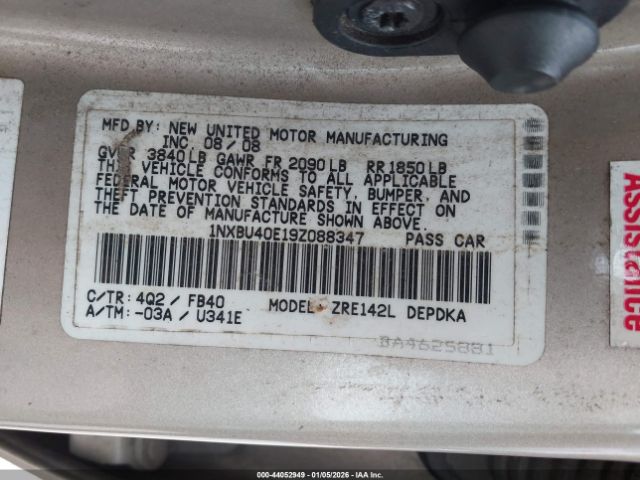 MFD BY: NEW UNITED MOTOR MANUFACTURING
INC. 08/08
GVWR 3840LB GAWR FR 2090LB RR1850LB
THIS VEHICLE CONFORMS TO ALL APPLICABLE
FEDERAL MOTOR VEHICLE SAFETY, BUMPER, AND
THEFT PREVENTION STANDARDS IN EFFECT ON
THE DATE OF MANUFACTURE SHOWN ABOVE.
1NXBU40E19Z088347 PASS CAR
C/TR: 4Q2 / FB40 MODEL: ZRE142L DEPDKA
A/TM: -03A / U341E
BA4625881
Assistance
000-44052949 | 01/05/2026 | IAA Inc.